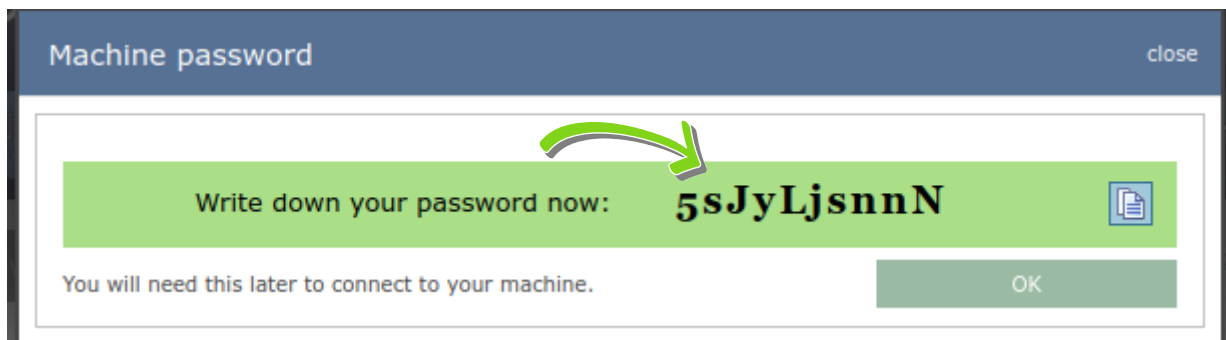 Machine password
close
Write down your password now: 5sJyLjsnnN
You will need this later to connect to your machine.
OK